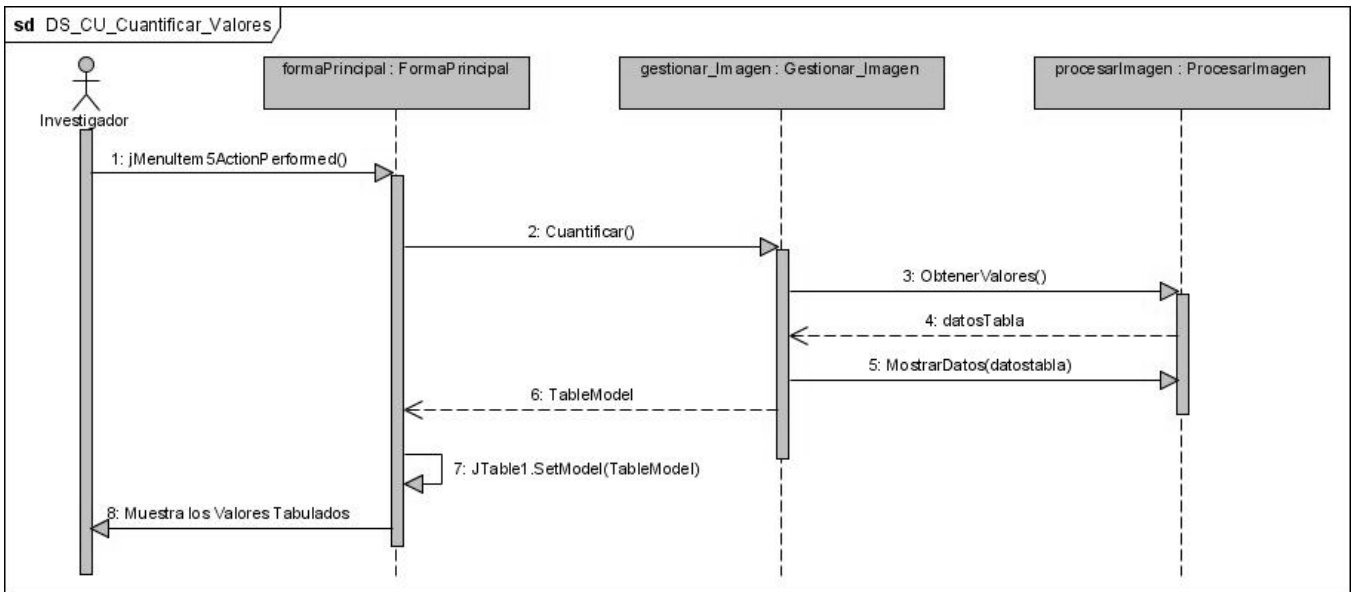 sd DS_CU_Cuantificar_Valores
formaPrincipal : FormaPrincipal
gestionar_Imagen : Gestionar_Imagen
procesarImagen : ProcesarImagen
Investigador
1: jMenuItem5ActionPerformed()
2: Cuantificar()
3: ObtenerValores()
4: datosTabla
5: MostrarDatos(datostabla)
6: TableModel
7: JTable1.SetModel(TableModel)
8: Muestra los Valores Tabulados